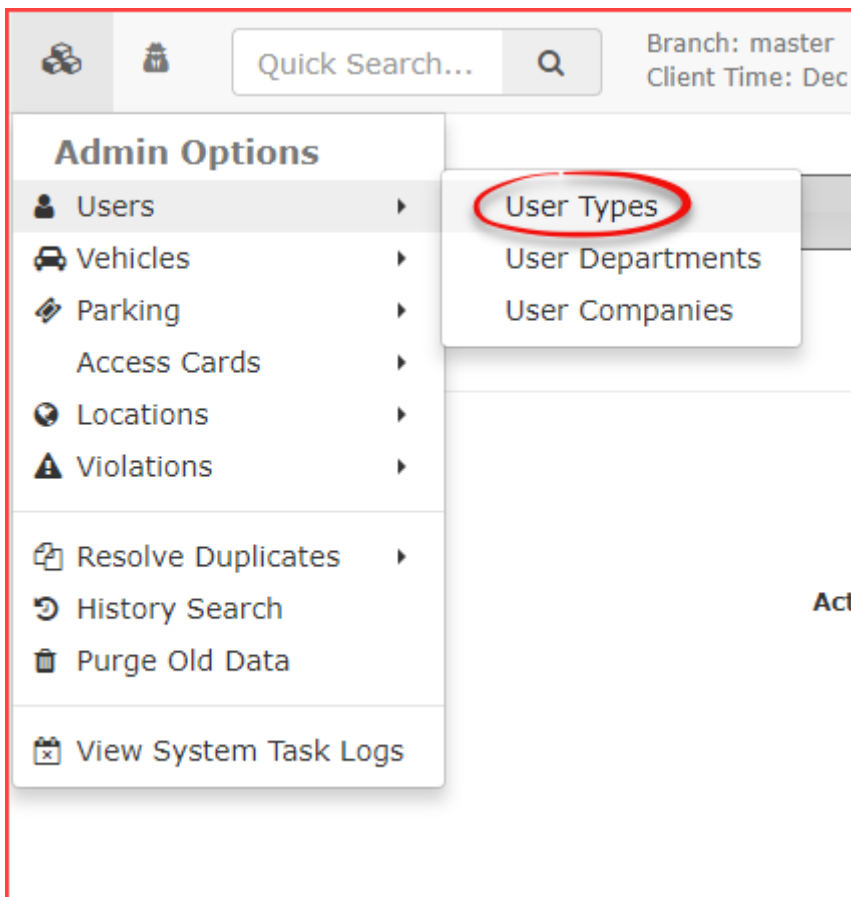 Quick Search...
Branch: master
Client Time: Dec
Admin Options
Users
User Types
Vehicles
User Departments
Parking
User Companies
Access Cards
Locations
Violations
Resolve Duplicates
History Search
Act
Purge Old Data
View System Task Logs